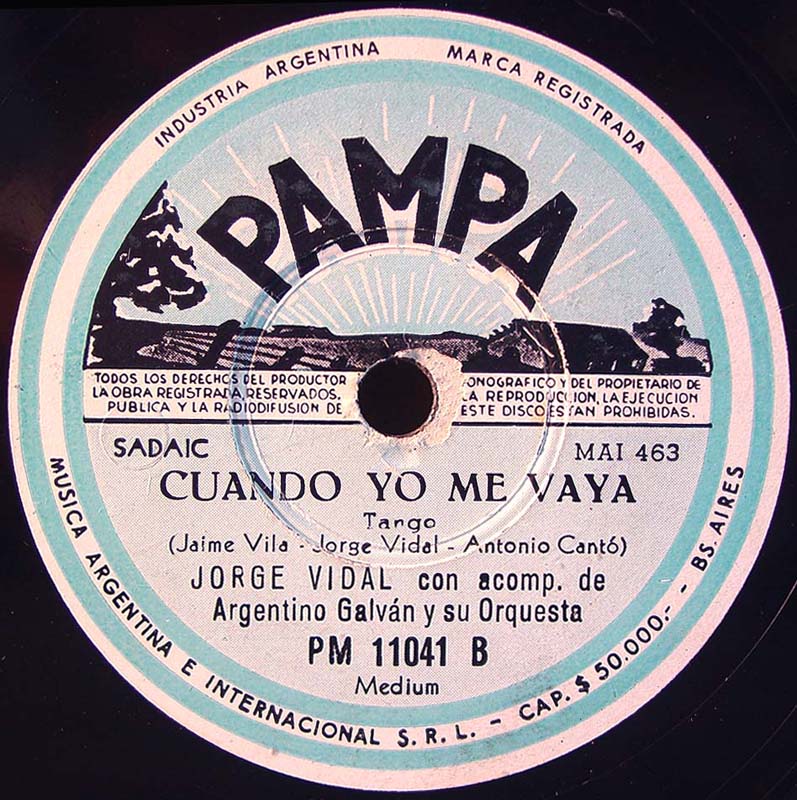 INDUSTRIA ARGENTINA MARCA REGISTRADA
PAMPA
TODOS LOS DERECHOS DEL PRODUCTOR ONOGRAFICO Y DEL PROPIETARIO DE
LA OBRA REGISTRADA RESERVADOS. LA REPRODUCCION, LA EJECUCION
PUBLICA Y LA RADIODIFUSION DE ESTE DISCO ESTAN PROHIBIDAS.
SADAIC MAI 463
CUANDO YO ME VAYA
Tango
(Jaime Vila - Jorge Vidal - Antonio Cantó)
JORGE VIDAL con acomp. de
Argentino Galván y su Orquesta
PM 11041 B
Medium
MUSICA ARGENTINA E INTERNACIONAL S. R. L. - CAP. $ 50.000.- - BS. AIRES